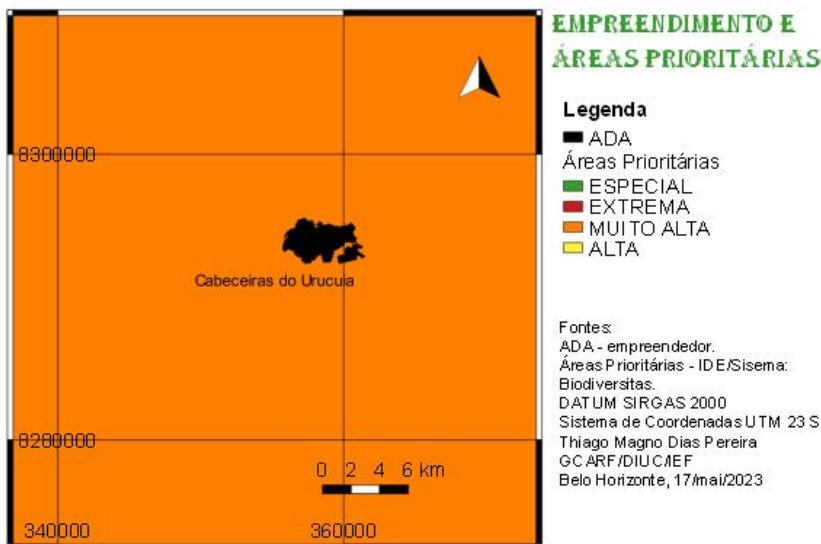 EMPREENDIMENTO E
ÁREAS PRIORITÁRIAS
Legenda
ADA
Áreas Prioritárias
ESPECIAL
EXTREMA
MUITO ALTA
ALTA
8300000
Cabeceiras do Urucuia
8280000
0 2 4 6 km
340000
360000
Fontes:
ADA - empreendedor.
Áreas Prioritárias - IDE/Sisema:
Biodiversitas.
DATUM SIRGAS 2000
Sistema de Coordenadas UTM 23 S
Thiago Magno Dias Pereira
GCARF/DIUC/IEF
Belo Horizonte, 17/mai/2023